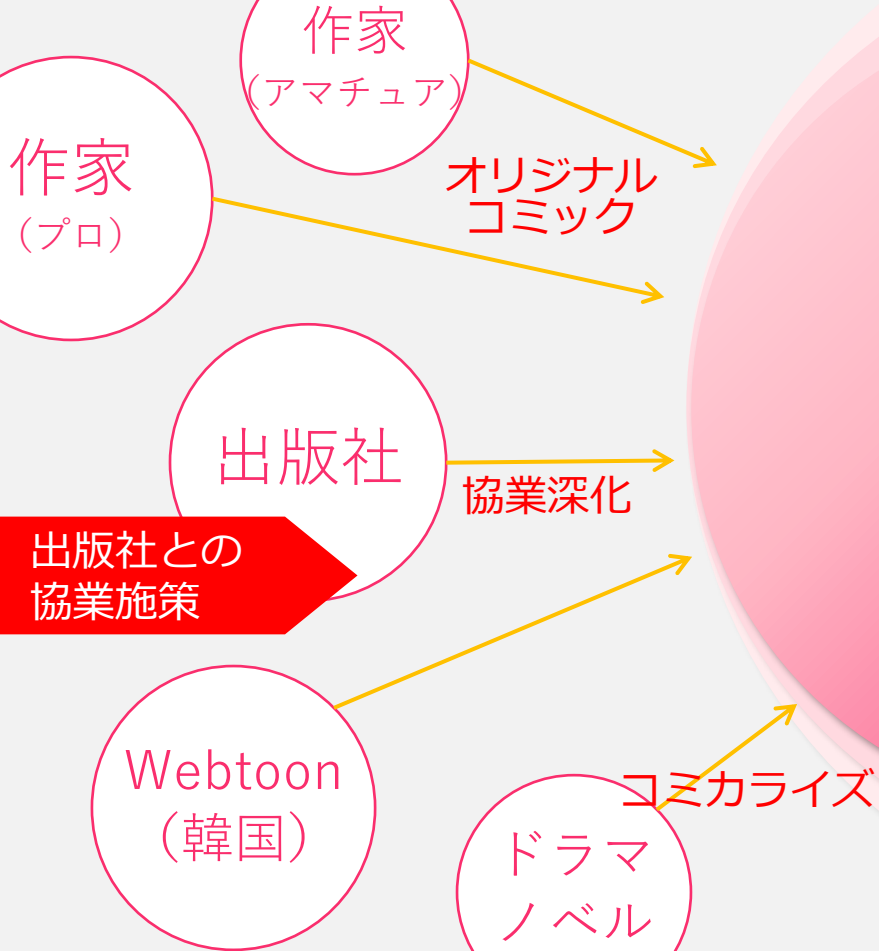 作家
(アマチュア)
作家
(プロ)
オリジナル
コミック
出版社
協業深化
出版社との
協業施策
Webtoon
(韓国)
コミカライズ
ドラマ
ノベル